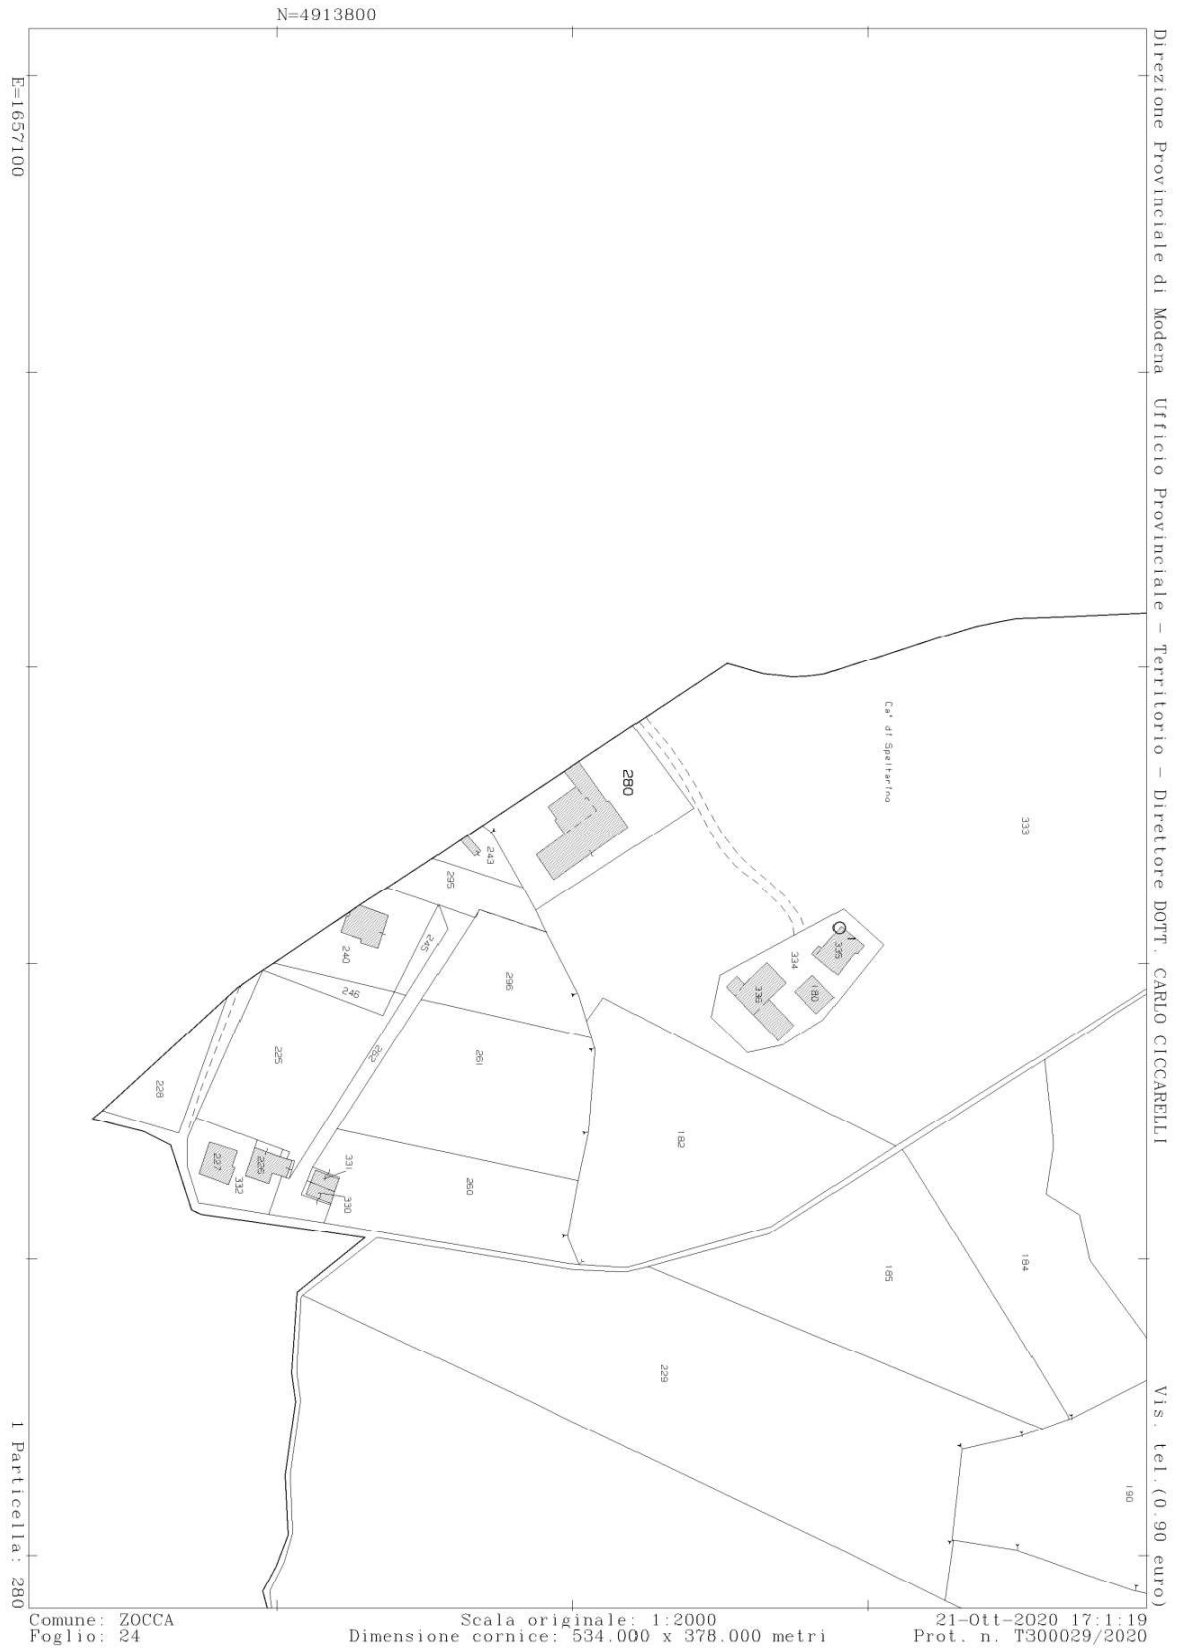 N=4913800
E=1657100
Direzione Provinciale di Modena Ufficio Provinciale - Territorio - Direttore DOTT. CARLO CICCARELLI
Vis. tel. (0.90 euro)
1 Particella: 280
Ca' di Speltarino
333
280
243
295
335
334
180
336
240
245
246
296
225
262
261
228
182
227
226
332
331
330
260
185
184
229
190
Comune: ZOCCA
Foglio: 24
Scala originale: 1:2000
Dimensione cornice: 534.000 x 378.000 metri
21-Ott-2020 17:1:19
Prot. n. T300029/2020